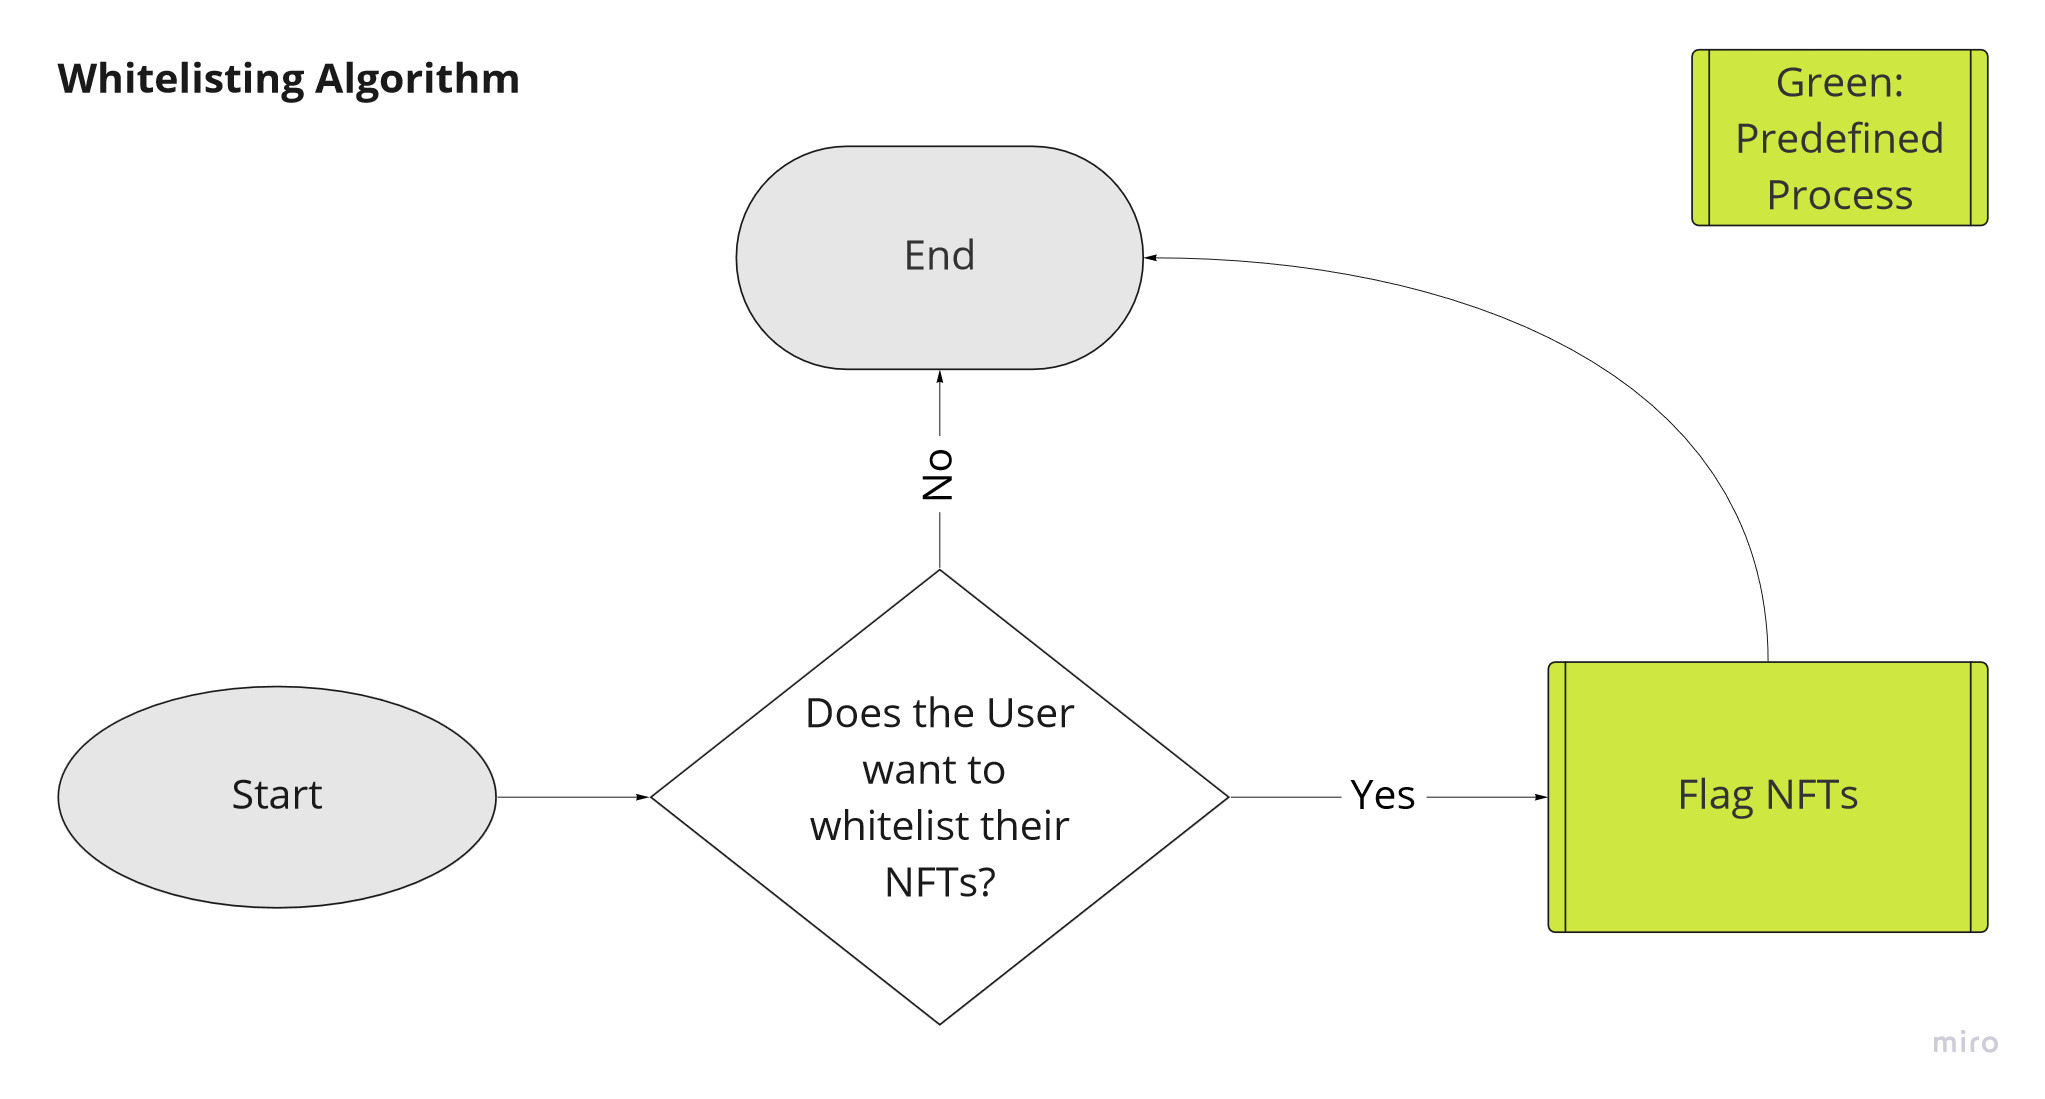 Whitelisting Algorithm
Green:
Predefined
Process
End
No
Does the User
want to
whitelist their
NFTs?
Start
Yes
Flag NFTs
miro